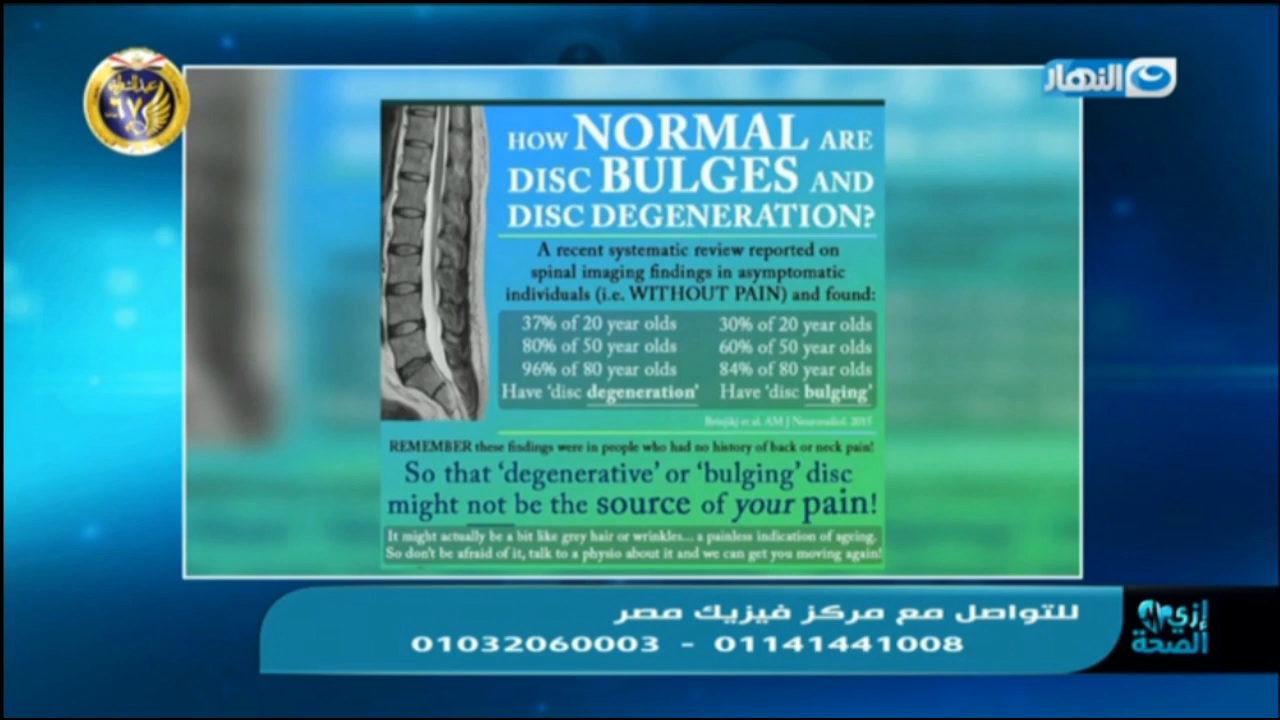 النهار
HOW NORMAL ARE
DISC BULGES AND
DISC DEGENERATION?
A recent systematic review reported on
spinal imaging findings in asymptomatic
individuals (i.e. WITHOUT PAIN) and found:
37% of 20 year olds
80% of 50 year olds
96% of 80 year olds
Have ‘disc degeneration’
30% of 20 year olds
60% of 50 year olds
84% of 80 year olds
Have ‘disc bulging’
et al. AM J Neuroradiol. 2015
REMEMBER these findings were in people who had no history of back or neck pain!
So that ‘degenerative’ or ‘bulging’ disc
might not be the source of your pain!
It might actually be a bit like grey hair or wrinkles... a painless indication of ageing.
So don't be afraid of it, talk to a physio about it and we can get you moving again!
للتواصل مع مركز فيزيك مصر
01032060003 - 01141441008
إزي
الصحة